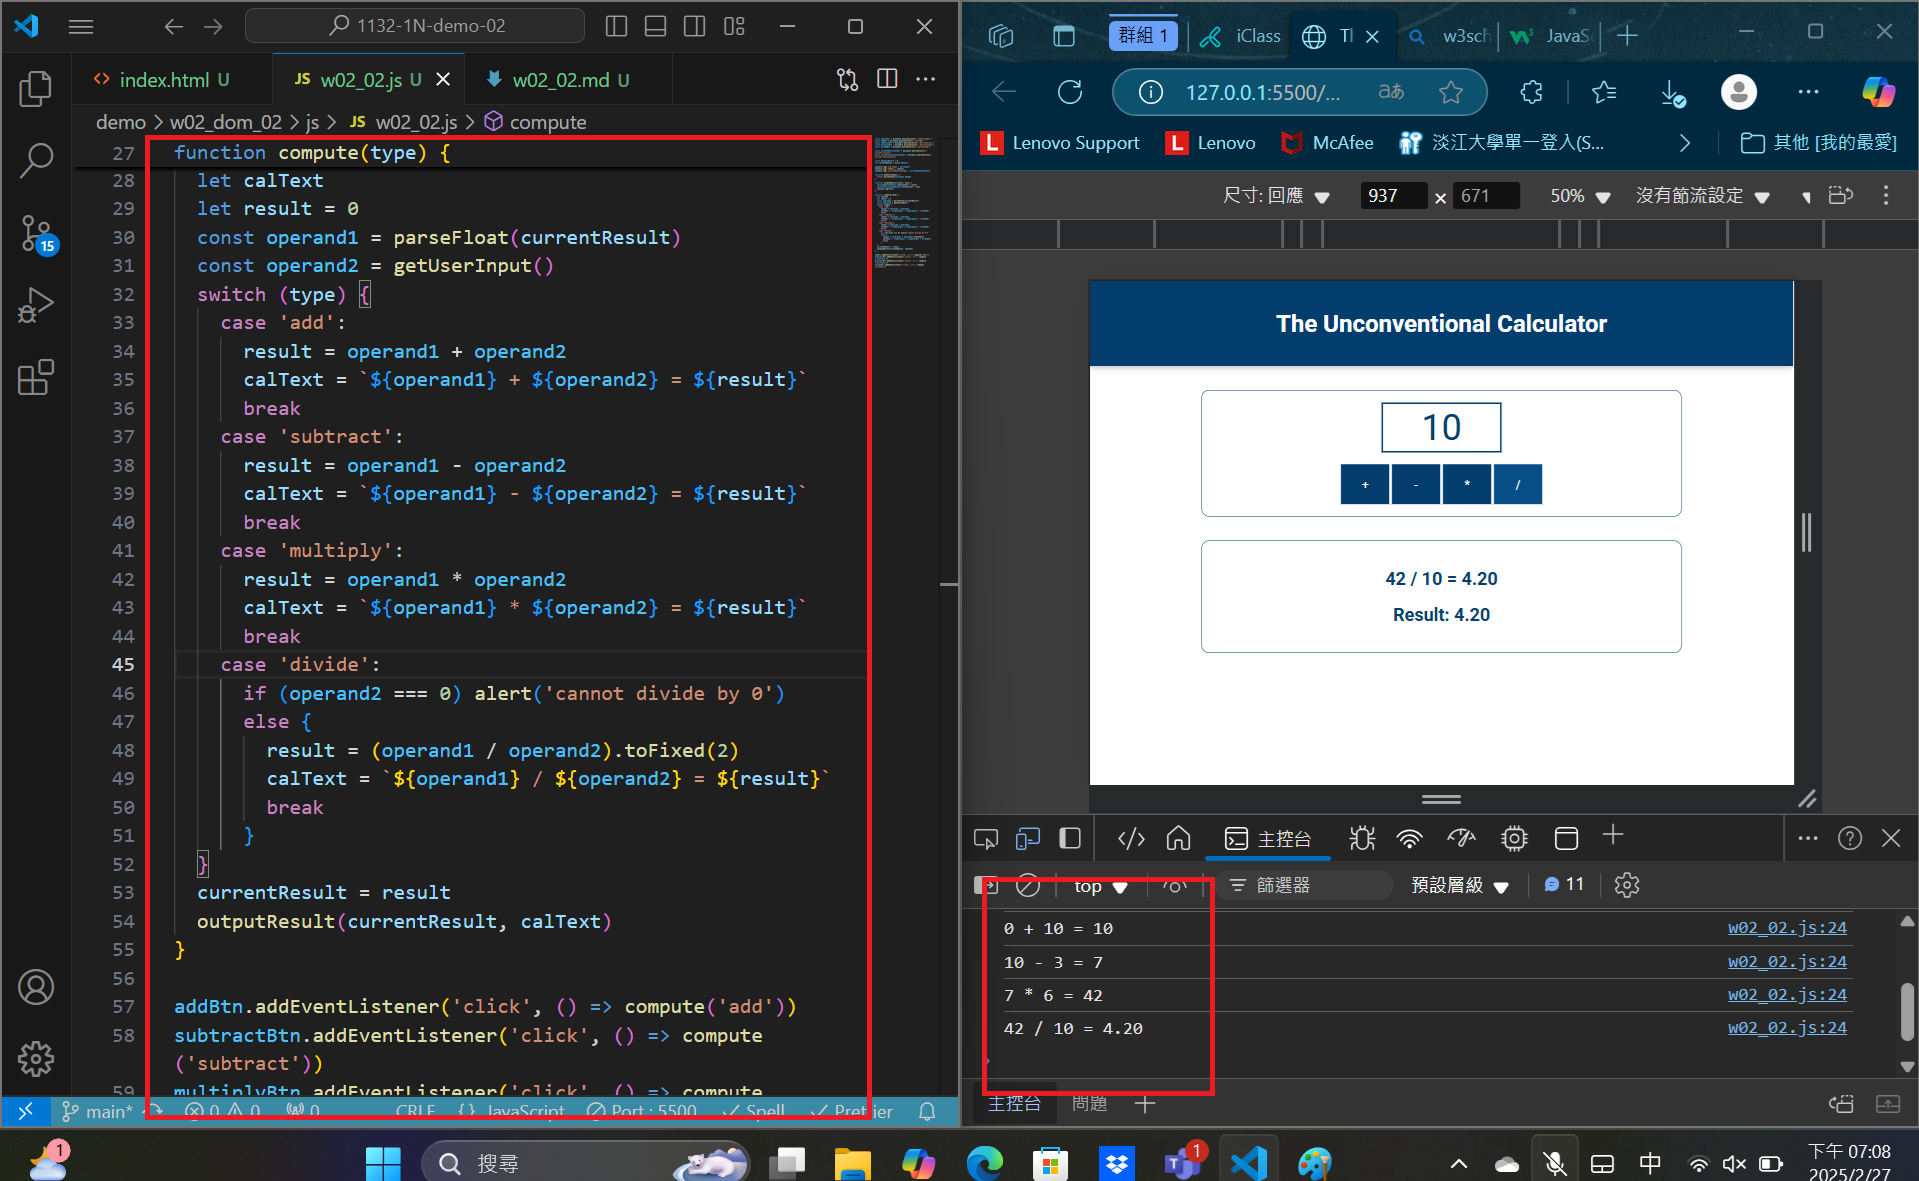 1132-1N-demo-02
index.html U
JS w02_02.js U
w02_02.md U
demo > w02_dom_02 > js > JS w02_02.js > compute
27 function compute(type) {
28 let calText
29 let result = 0
30 const operand1 = parseFloat(currentResult)
31 const operand2 = getUserInput()
32 switch (type) {
33 case 'add':
34 result = operand1 + operand2
35 calText = `${operand1} + ${operand2} = ${result}`
36 break
37 case 'subtract':
38 result = operand1 - operand2
39 calText = `${operand1} - ${operand2} = ${result}`
40 break
41 case 'multiply':
42 result = operand1 * operand2
43 calText = `${operand1} * ${operand2} = ${result}`
44 break
45 case 'divide':
46 if (operand2 === 0) alert('cannot divide by 0')
47 else {
48 result = (operand1 / operand2).toFixed(2)
49 calText = `${operand1} / ${operand2} = ${result}`
50 break
51 }
52 }
53 currentResult = result
54 outputResult(currentResult, calText)
55 }
56
57 addBtn.addEventListener('click', () => compute('add'))
58 subtractBtn.addEventListener('click', () => compute
('subtract'))
59 multiplyBtn.addEventListener('click', () => compute
15
main* 0 0 0 CRLF {} JavaScript Port : 5500 Spell Prettier
群組 1 iClass Tl w3sch JavaSc
127.0.0.1:5500/... aあ
Lenovo Support Lenovo McAfee 淡江大學單一登入(S... 其他 [我的最愛]
尺寸: 回應 937 × 671 50% 沒有節流設定
The Unconventional Calculator
10
+ - * /
42 / 10 = 4.20
Result: 4.20
主控台
top 篩選器 預設層級 11
0 + 10 = 10 w02_02.js:24
10 - 3 = 7 w02_02.js:24
7 * 6 = 42 w02_02.js:24
42 / 10 = 4.20 w02_02.js:24
主控台 問題
1 搜尋 1 中 下午 07:08
2025/2/27